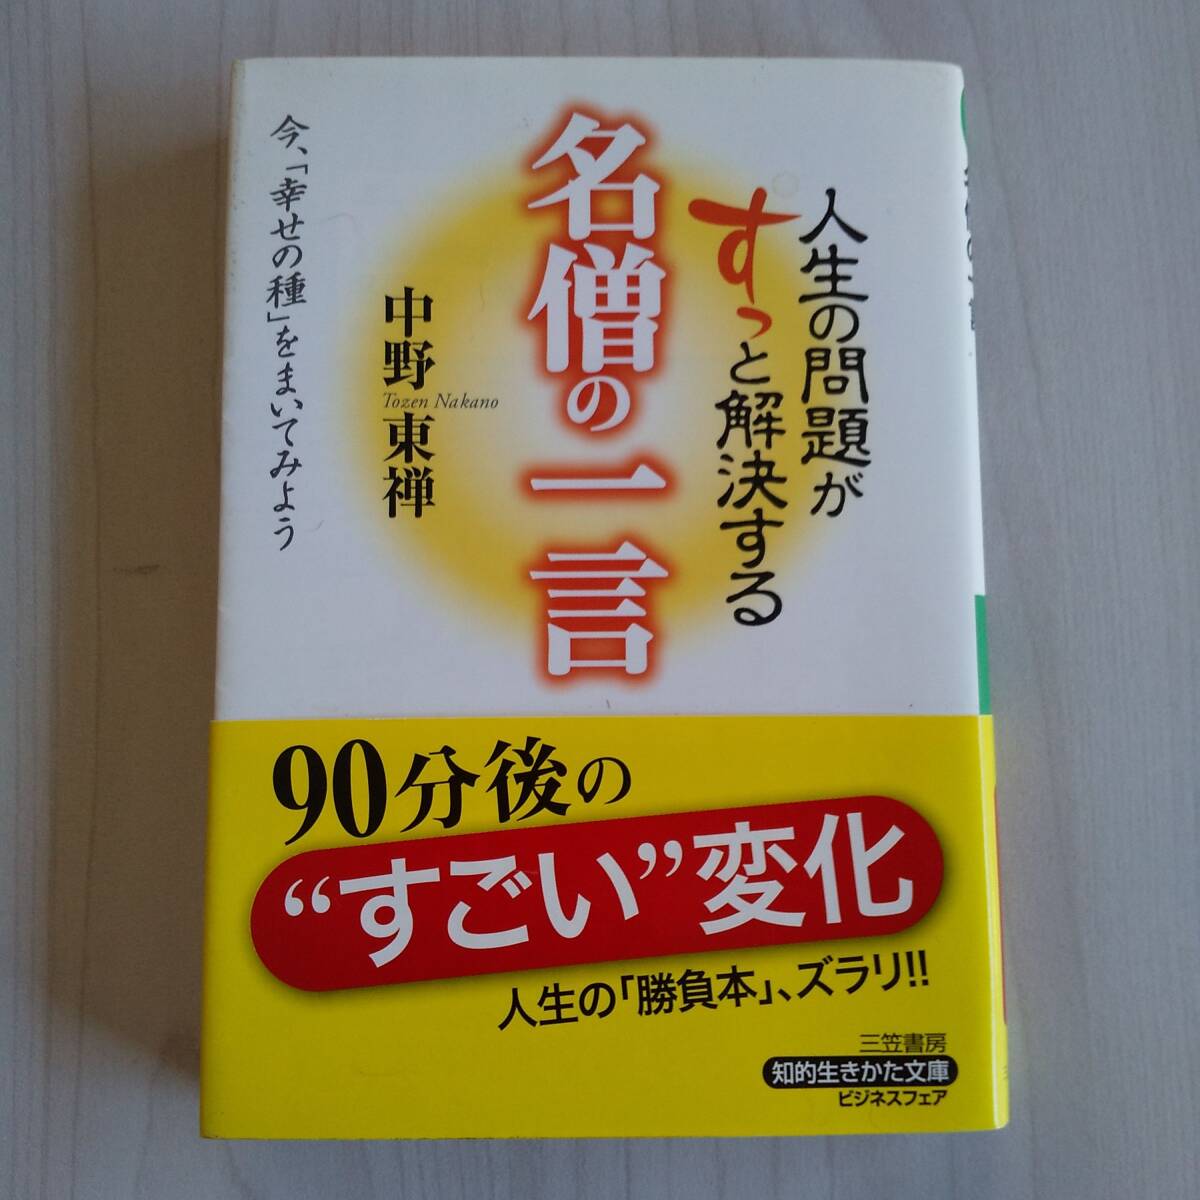 人生の問題が
すっと解決する
名僧の一言
中野東禅
Tozen Nakano
今、「幸せの種」をまいてみよう
90分後の
“すごい”変化
人生の「勝負本」、ズラリ!!
三笠書房
知的生きかた文庫
ビジネスフェア